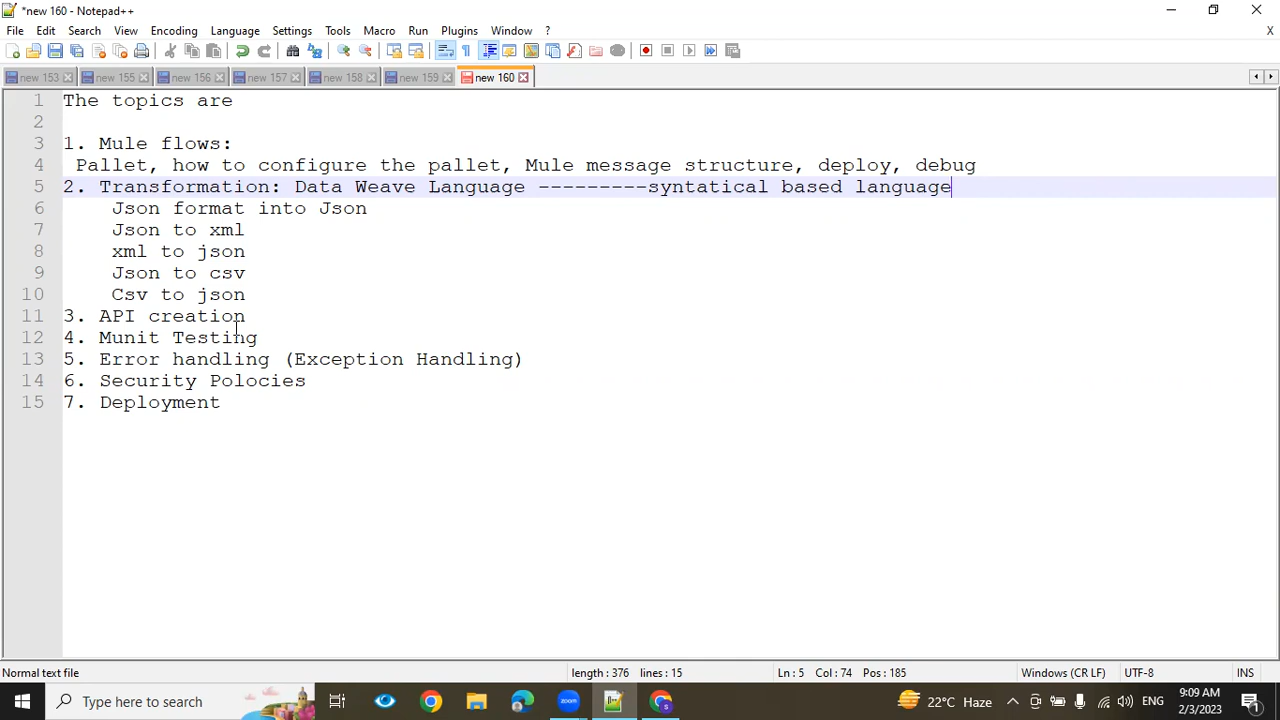 *new 160 - Notepad++
File Edit Search View Encoding Language Settings Tools Macro Run Plugins Window ?
X
new 153 new 155 new 156 new 157 new 158 new 159 new 160
1 The topics are
2
3 1. Mule flows:
4 Pallet, how to configure the pallet, Mule message structure, deploy, debug
5 2. Transformation: Data Weave Language ---------syntatical based language
6 Json format into Json
7 Json to xml
8 xml to json
9 Json to csv
10 Csv to json
11 3. API creation
12 4. Munit Testing
13 5. Error handling (Exception Handling)
14 6. Security Polocies
15 7. Deployment
Normal text file length : 376 lines : 15 Ln : 5 Col : 74 Pos : 185 Windows (CR LF) UTF-8 INS
Type here to search 22°C Haze ENG 9:09 AM
2/3/2023 1